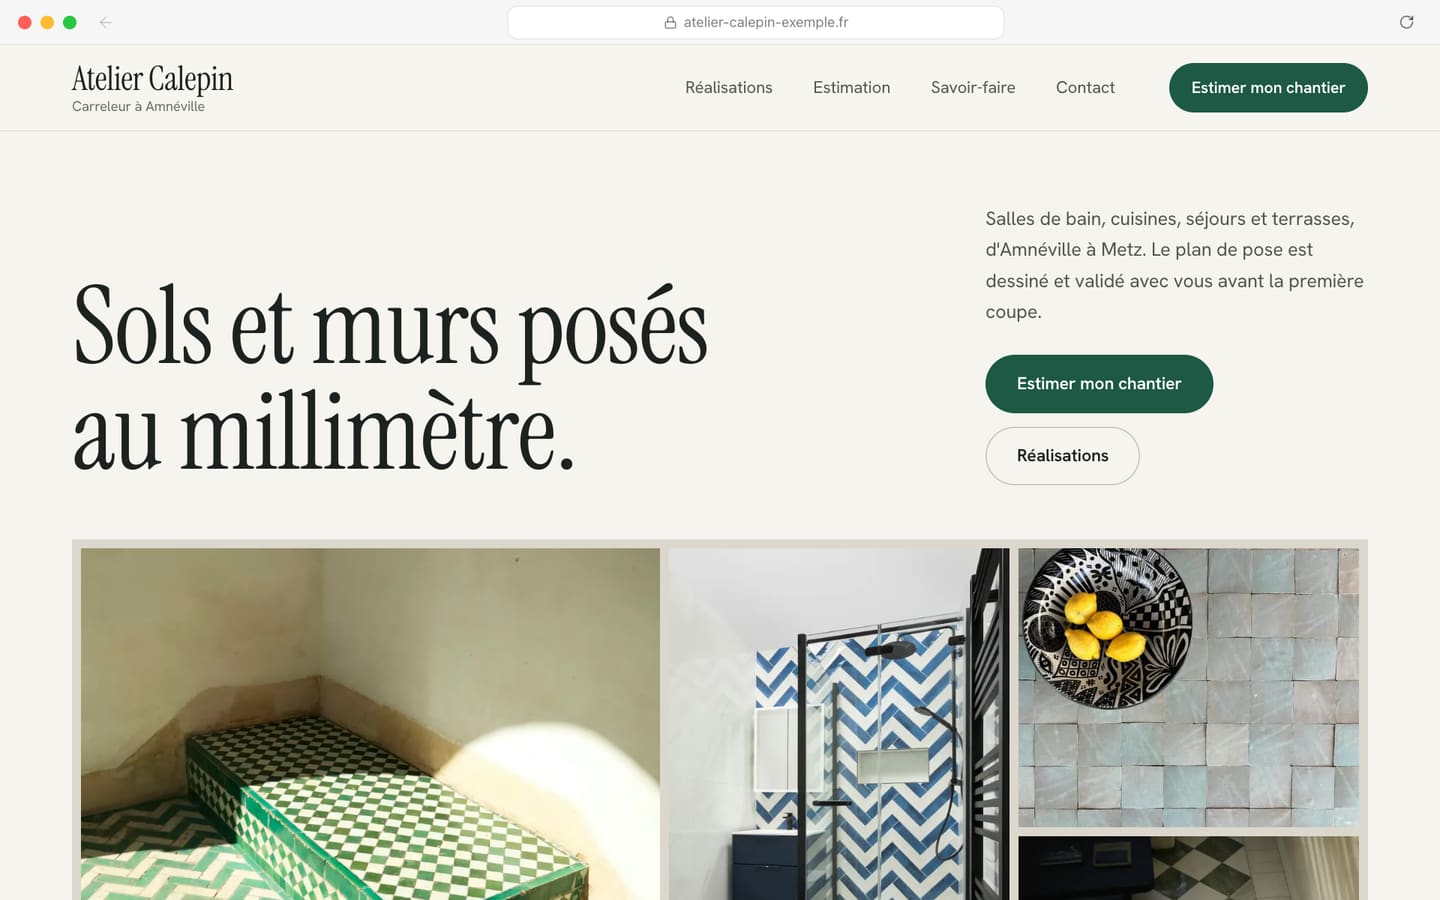 atelier-calepin-exemple.fr
Atelier Calepin
Carreleur à Amnéville
Réalisations
Estimation
Savoir-faire
Contact
Estimer mon chantier
Sols et murs posés
au millimètre.
Salles de bain, cuisines, séjours et terrasses,
d'Amnéville à Metz. Le plan de pose est
dessiné et validé avec vous avant la première
coupe.
Estimer mon chantier
Réalisations